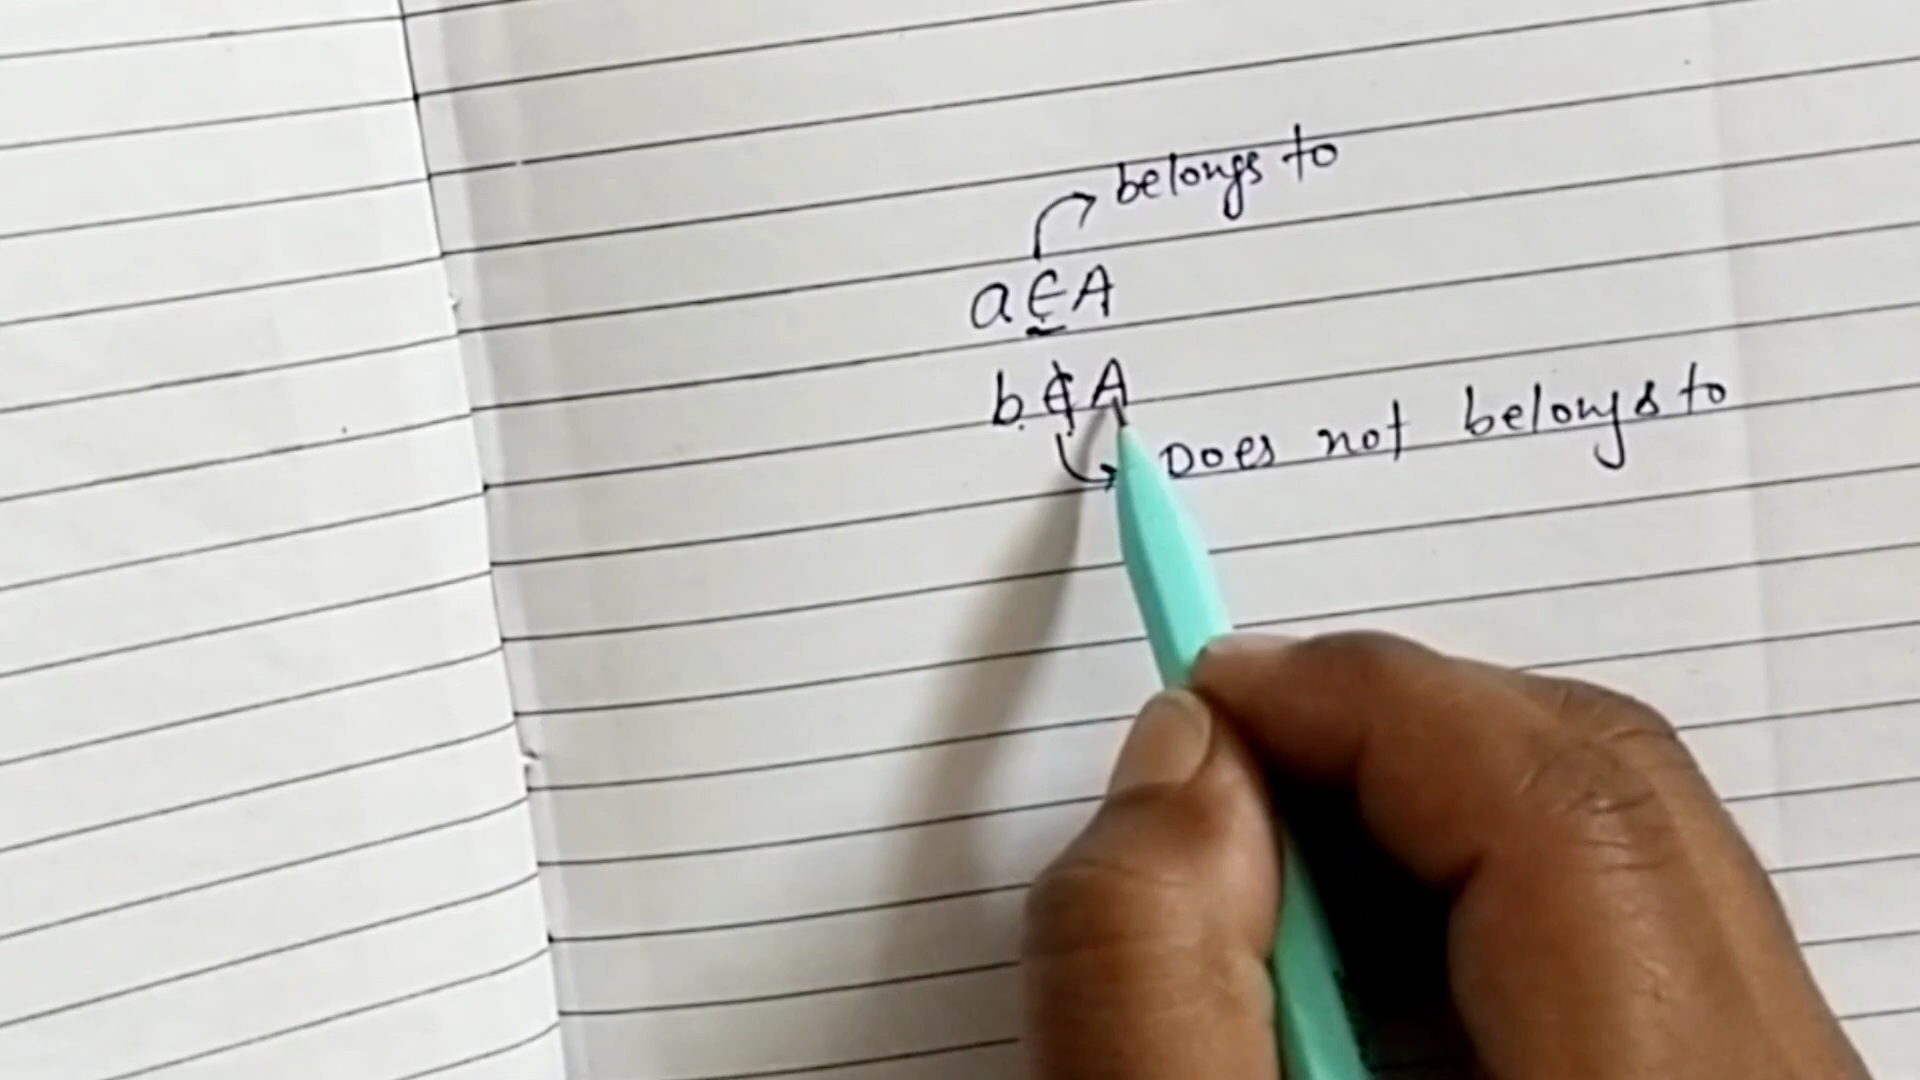 belongs to
a ∈ A
b ∉ A
Does not belongs to